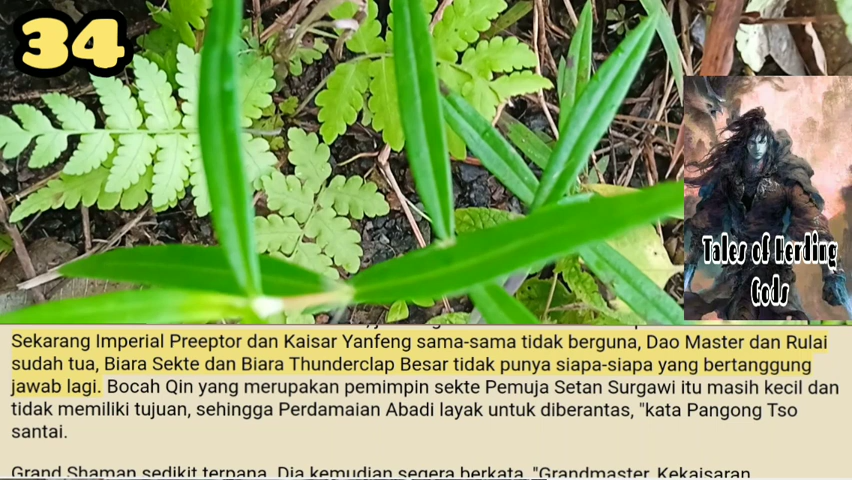 34
Tales of Herding
Gods
Sekarang Imperial Preeptor dan Kaisar Yanfeng sama-sama tidak berguna, Dao Master dan Rulai
sudah tua, Biara Sekte dan Biara Thunderclap Besar tidak punya siapa-siapa yang bertanggung
jawab lagi. Bocah Qin yang merupakan pemimpin sekte Pemuja Setan Surgawi itu masih kecil dan
tidak memiliki tujuan, sehingga Perdamaian Abadi layak untuk diberantas, "kata Pangong Tso
santai.
Grand Shaman sedikit terpana. Dia kemudian segera berkata, "Grandmaster, Kekaisaran